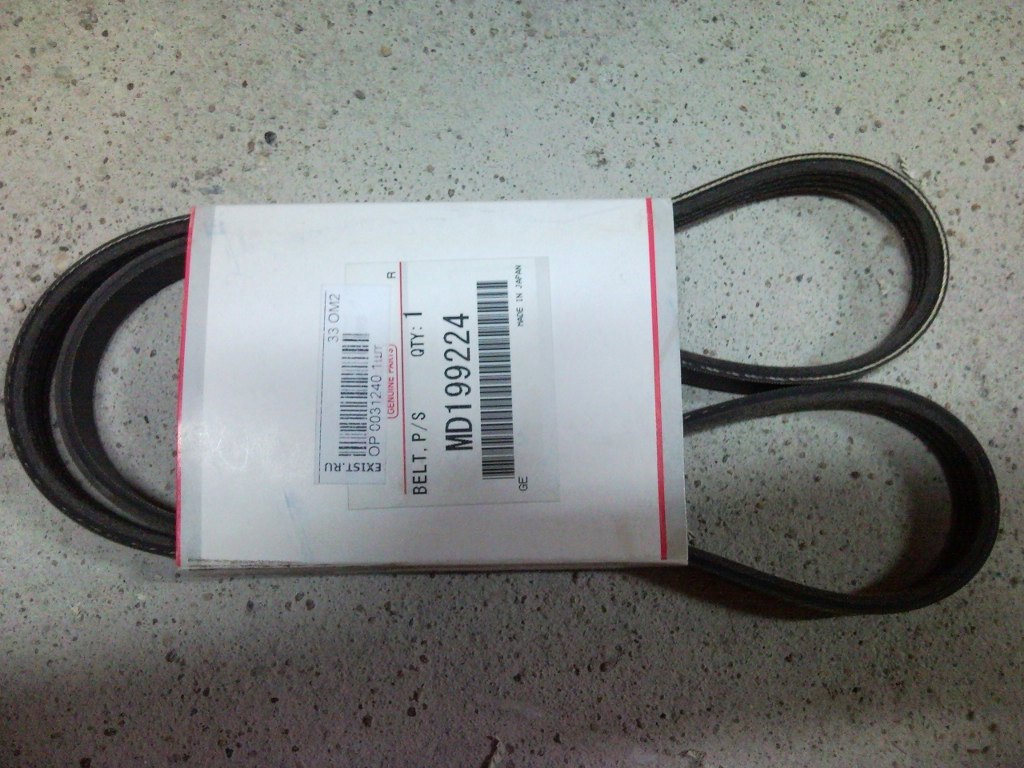 33 OM2
OP 0031240 1шт
EXIST.RU
R
GENUINE PARTS
BELT,P/S QTY: 1
MD199224
GE
MADE IN JAPAN